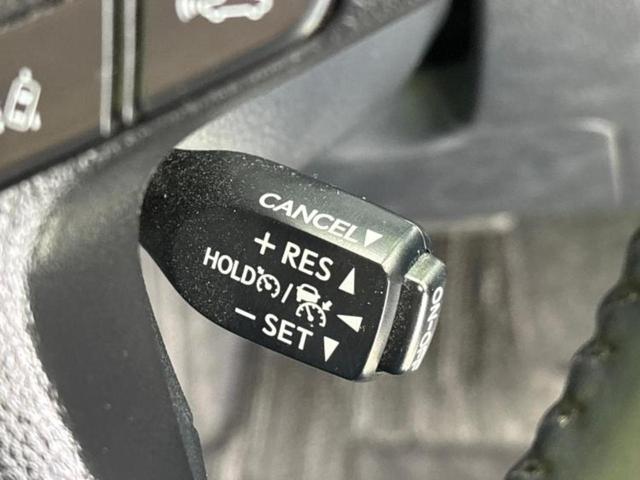 CANCEL▼
+ RES ▲
HOLD /
− SET ▼
ON-OFF